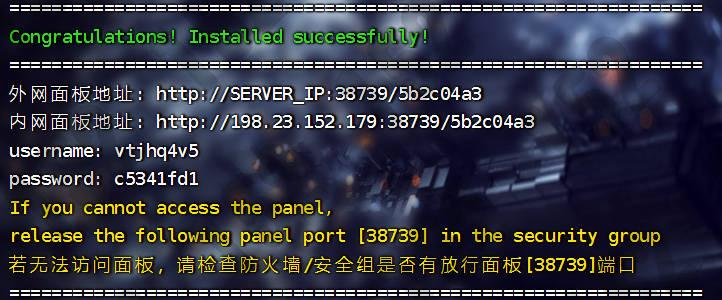 ==================================================================
Congratulations! Installed successfully!
==================================================================
外网面板地址: http://SERVER_IP:38739/5b2c04a3
内网面板地址: http://198.23.152.179:38739/5b2c04a3
username: vtjhq4v5
password: c5341fd1
If you cannot access the panel,
release the following panel port [38739] in the security group
若无法访问面板，请检查防火墙/安全组是否有放行面板[38739]端口
==================================================================